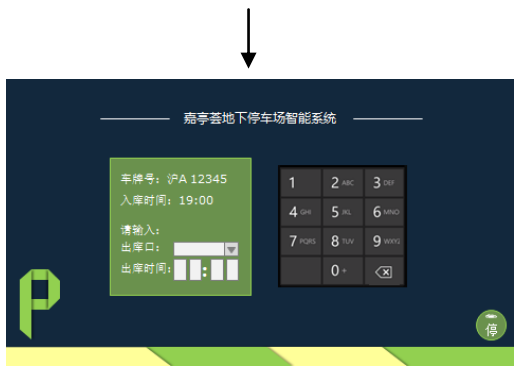 嘉亭荟地下停车场智能系统
车牌号：沪A 12345
入库时间：19:00
请输入：
出库口：
出库时间：
1 2 ABC 3 DEF
4 GHI 5 JKL 6 MNO
7 PQRS 8 TUV 9 WXYZ
0 +
P
停